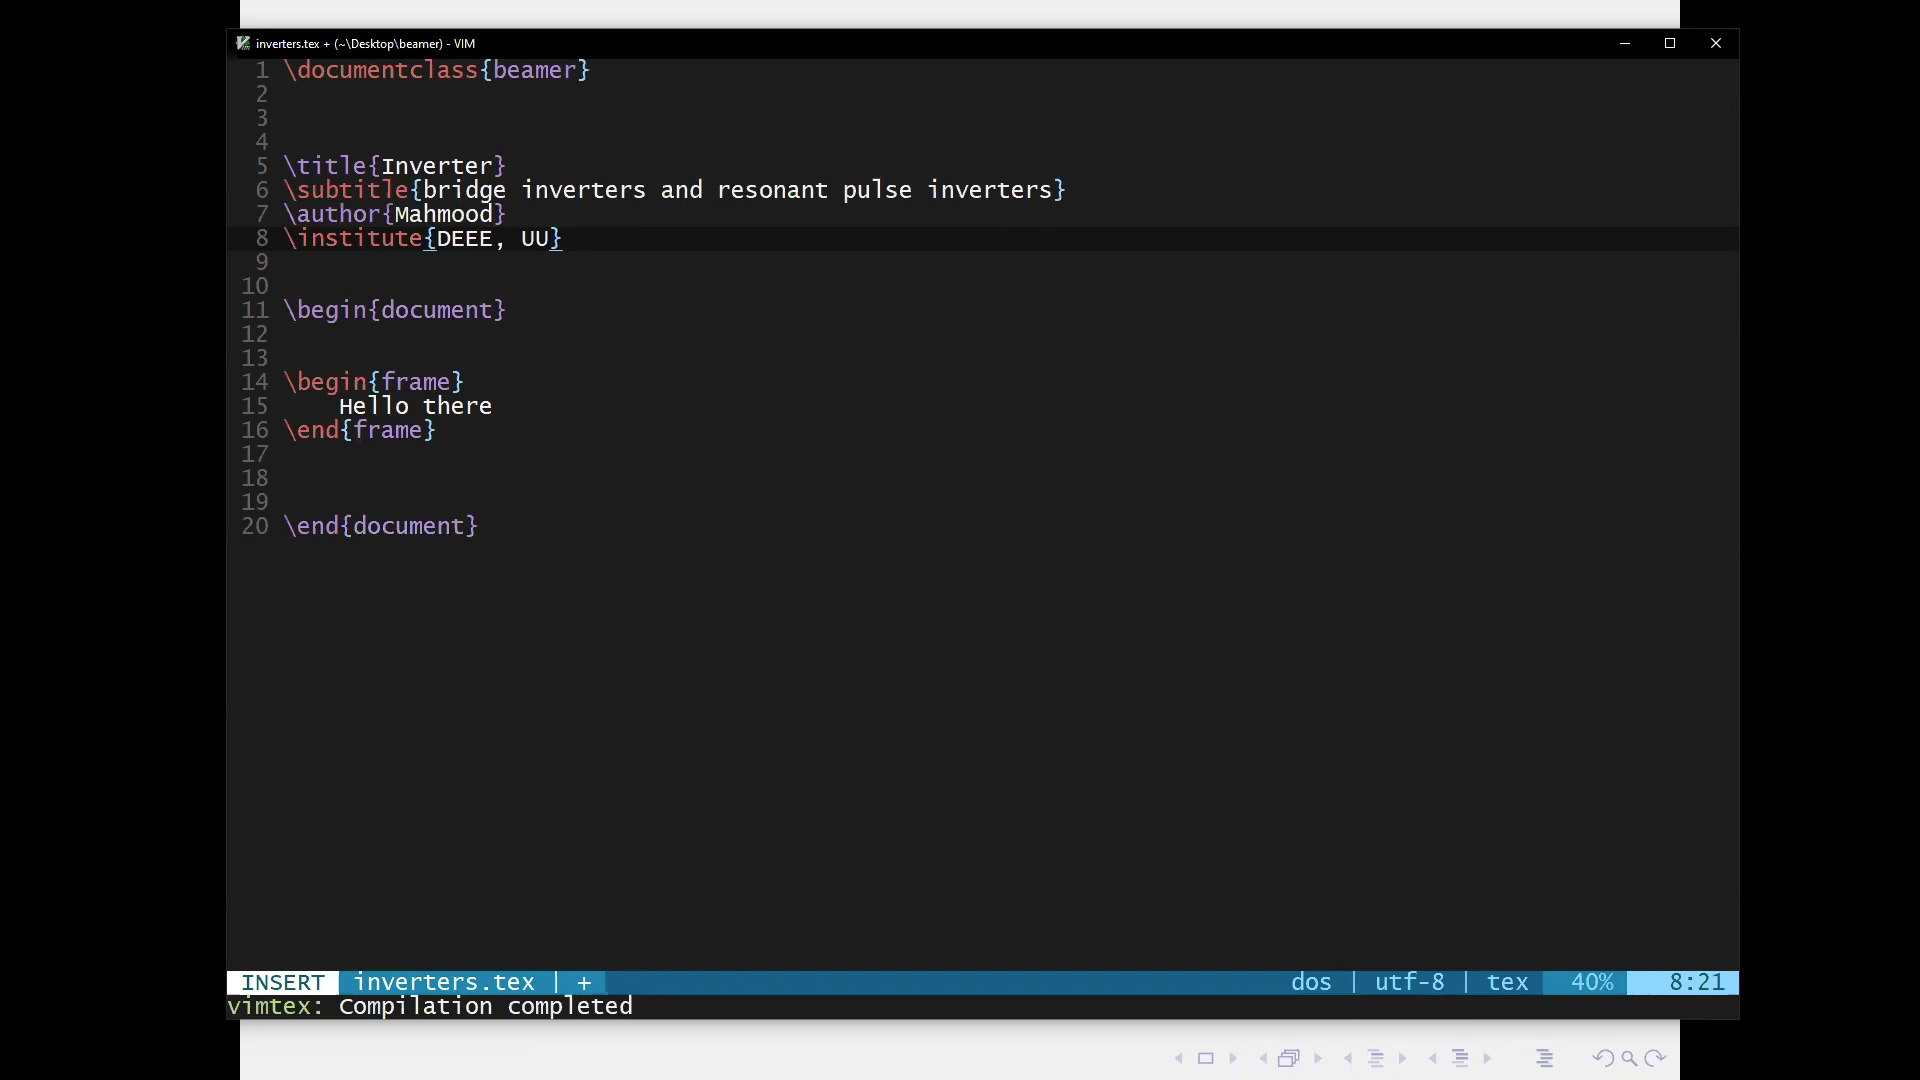 inverters.tex + (~\Desktop\beamer) - VIM
1 \documentclass{beamer}
2
3
4
5 \title{Inverter}
6 \subtitle{bridge inverters and resonant pulse inverters}
7 \author{Mahmood}
8 \institute{DEEE, UU}
9
10
11 \begin{document}
12
13
14 \begin{frame}
15     Hello there
16 \end{frame}
17
18
19
20 \end{document}
INSERT inverters.tex | + dos | utf-8 | tex 40% 8:21
vimtex: Compilation completed